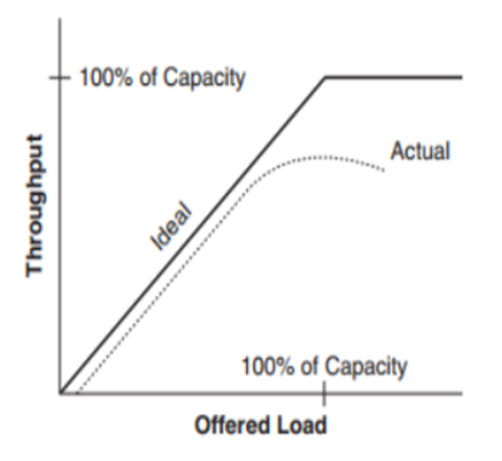 100% of Capacity
Throughput
Ideal
Actual
100% of Capacity
Offered Load